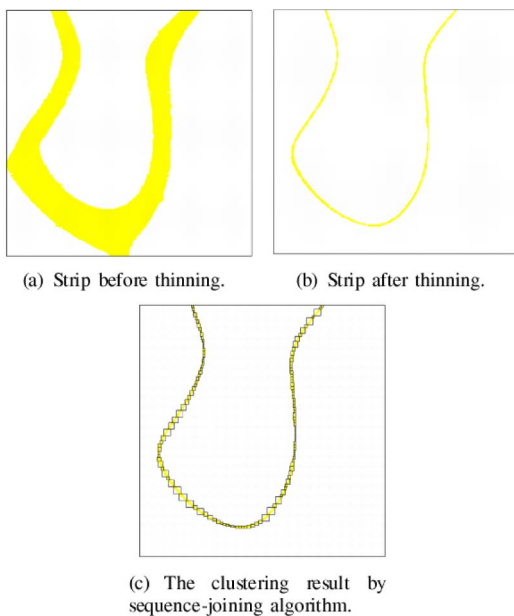 (a) Strip before thinning.
(b) Strip after thinning.
(c) The clustering result by
sequence-joining algorithm.